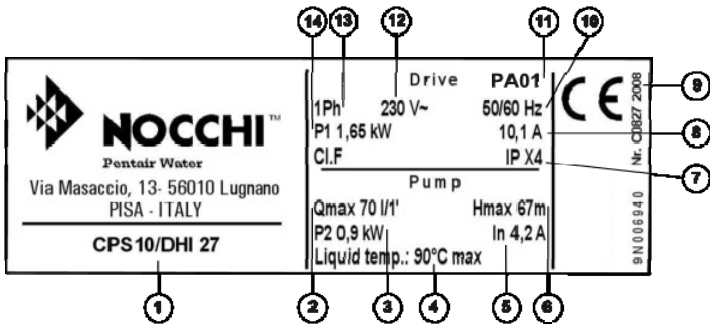 14 13 12 11 10
Drive PA01
1Ph 230 V~ 50/60 Hz
P1 1,65 kW 10,1 A
Cl.F IP X4
Pump
Qmax 70 l/1' Hmax 67m
P2 0,9 kW In 4,2 A
Liquid temp.: 90°C max
NOCCHI™
Pentair Water
Via Masaccio, 13- 56010 Lugnano
PISA - ITALY
CPS10/DHI 27
CE
Nr. C0827 2008
9N006940
9
8
7
1 2 3 4 5 6